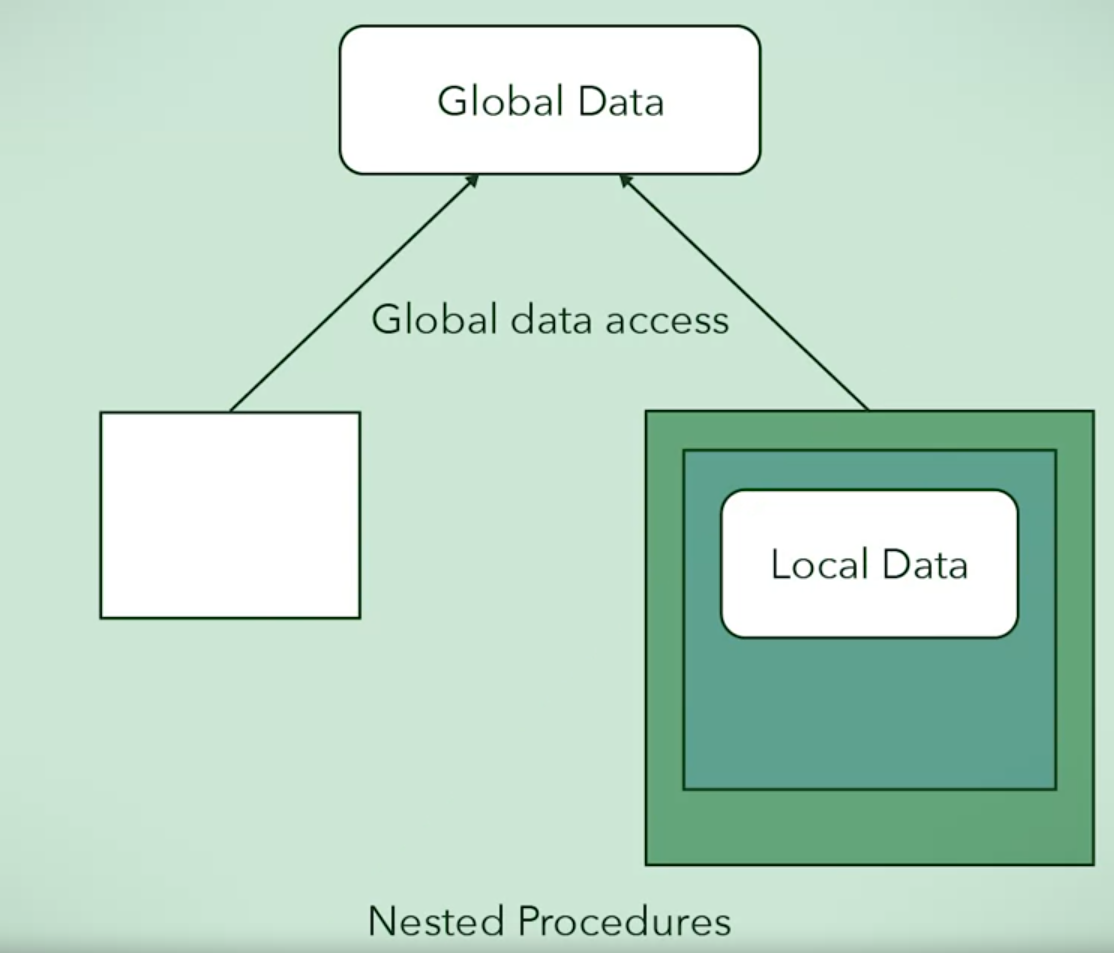 Global Data
Global data access
Local Data
Nested Procedures